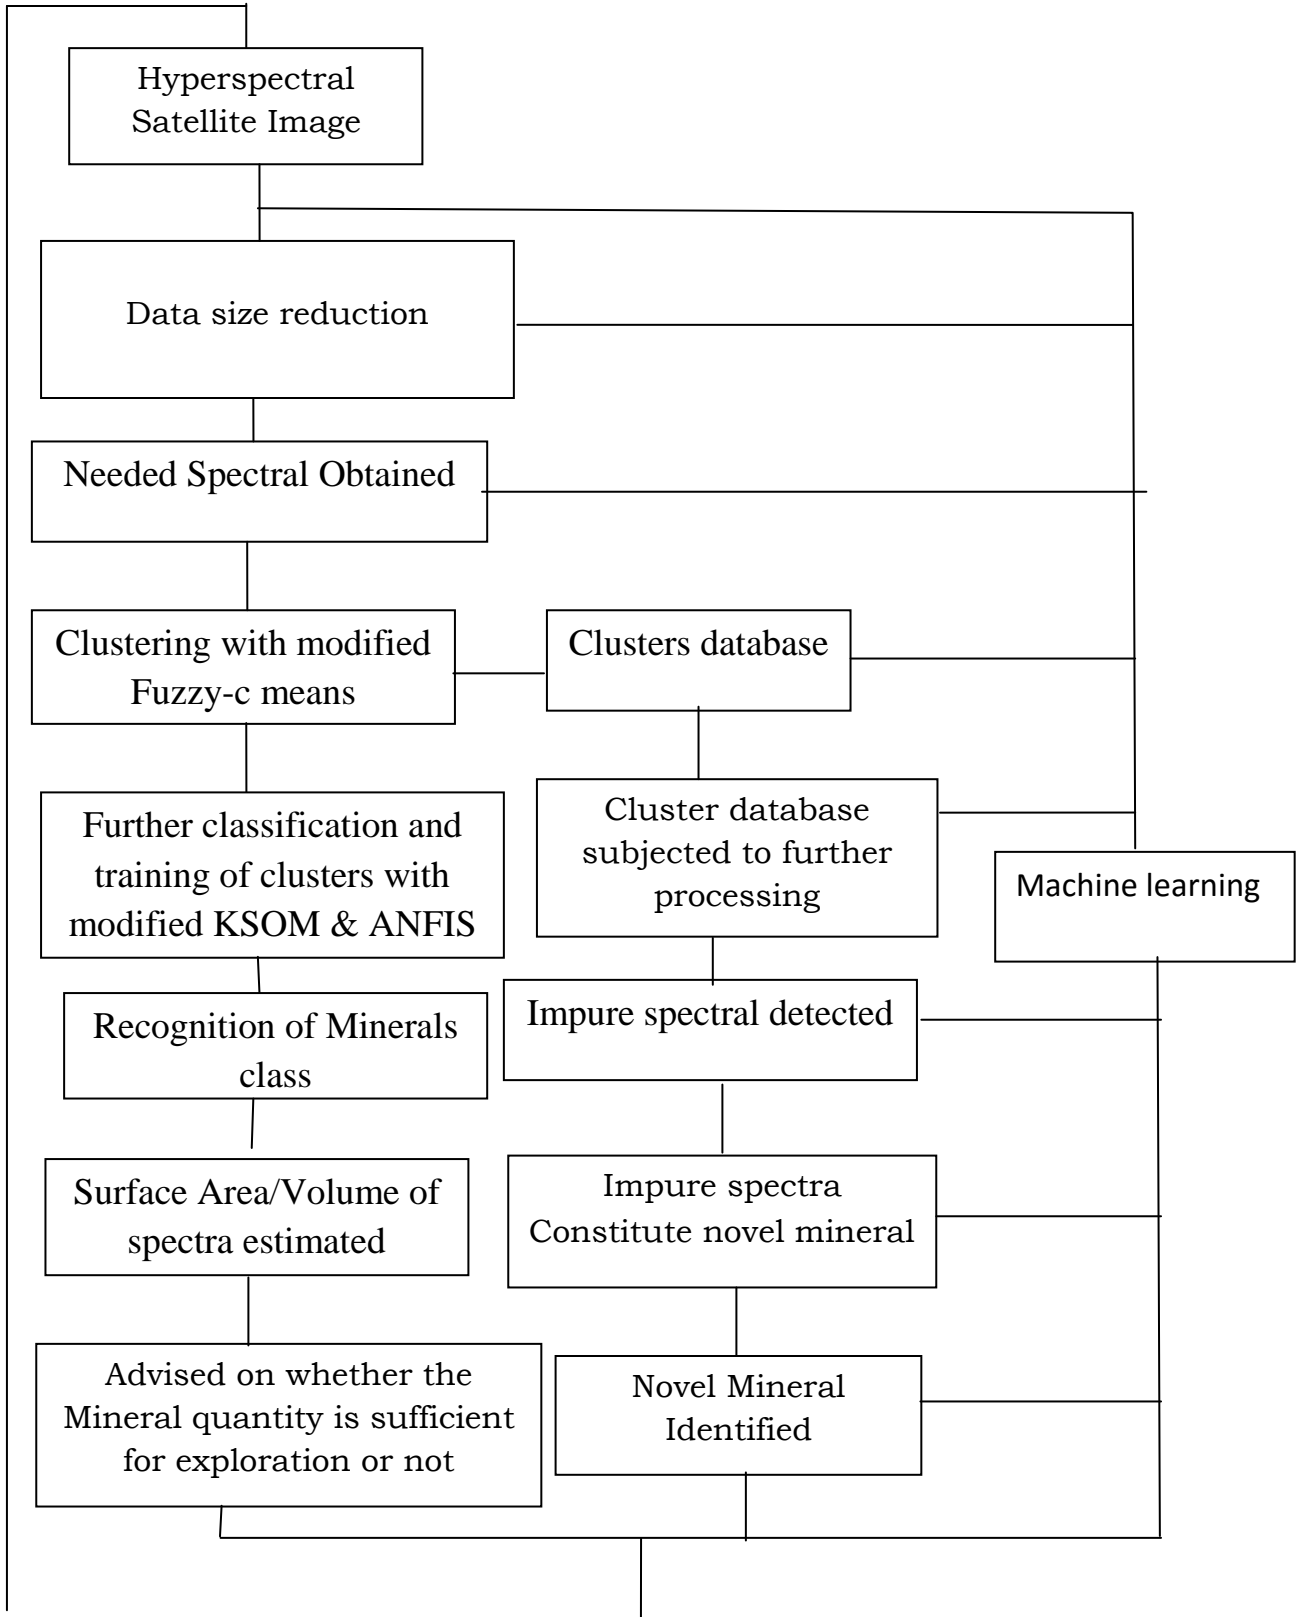 Hyperspectral
Satellite Image
Data size reduction
Needed Spectral Obtained
Clustering with modified
Fuzzy-c means
Clusters database
Further classification and
training of clusters with
modified KSOM & ANFIS
Cluster database
subjected to further
processing
Machine learning
Recognition of Minerals
class
Impure spectral detected
Surface Area/Volume of
spectra estimated
Impure spectra
Constitute novel mineral
Advised on whether the
Mineral quantity is sufficient
for exploration or not
Novel Mineral
Identified